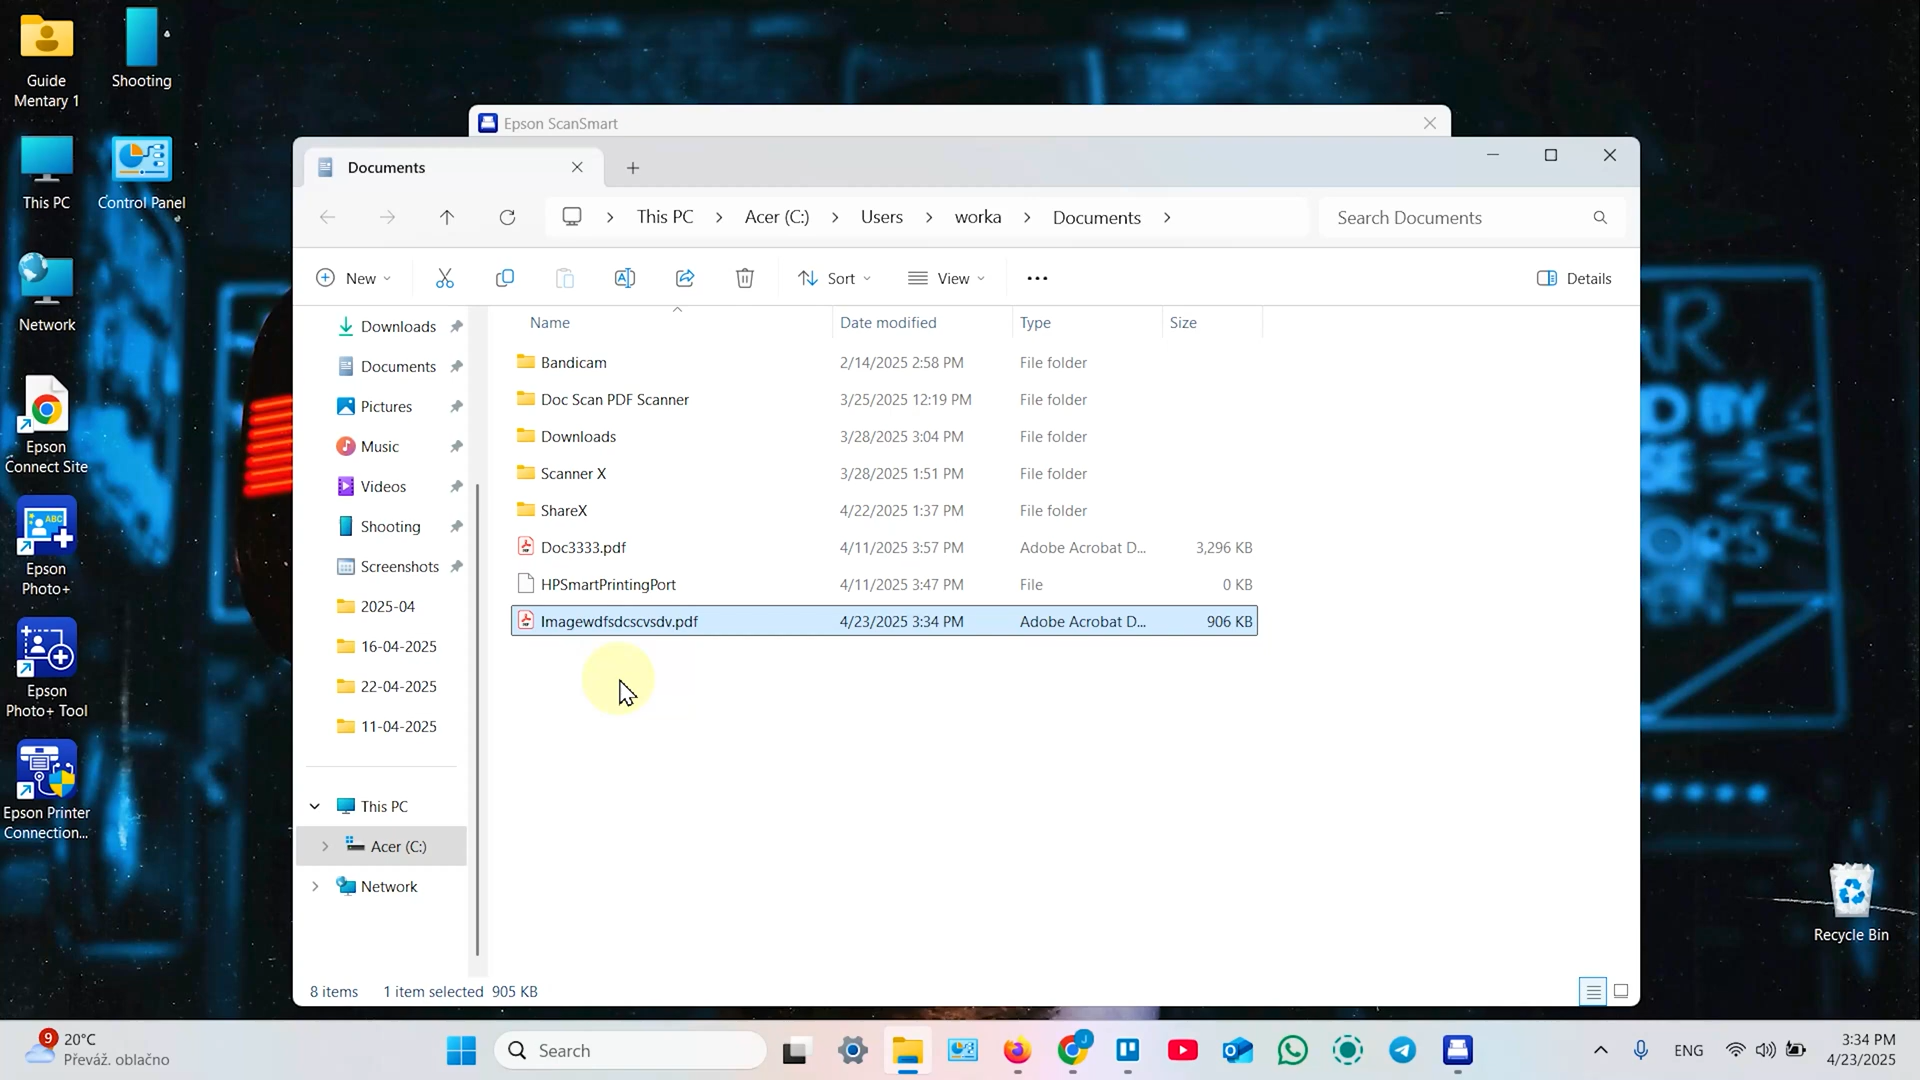 Guide
Mentary 1
Shooting
This PC
Control Panel
Network
Epson
Connect Site
Epson
Photo+
Epson
Photo+ Tool
Epson Printer
Connection...
Recycle Bin
Epson ScanSmart
Documents
This PC > Acer (C:) > Users > worka > Documents >
Search Documents
New
Sort
View
Details
Downloads
Documents
Pictures
Music
Videos
Shooting
Screenshots
2025-04
16-04-2025
22-04-2025
11-04-2025
This PC
Acer (C:)
Network
Name Date modified Type Size
Bandicam 2/14/2025 2:58 PM File folder
Doc Scan PDF Scanner 3/25/2025 12:19 PM File folder
Downloads 3/28/2025 3:04 PM File folder
Scanner X 3/28/2025 1:51 PM File folder
ShareX 4/22/2025 1:37 PM File folder
Doc3333.pdf 4/11/2025 3:57 PM Adobe Acrobat D... 3,296 KB
HPSmartPrintingPort 4/11/2025 3:47 PM File 0 KB
Imagewdfsdcscvsdv.pdf 4/23/2025 3:34 PM Adobe Acrobat D... 906 KB
8 items 1 item selected 905 KB
9
20°C
Převáž. oblačno
Search
J
ENG
3:34 PM
4/23/2025